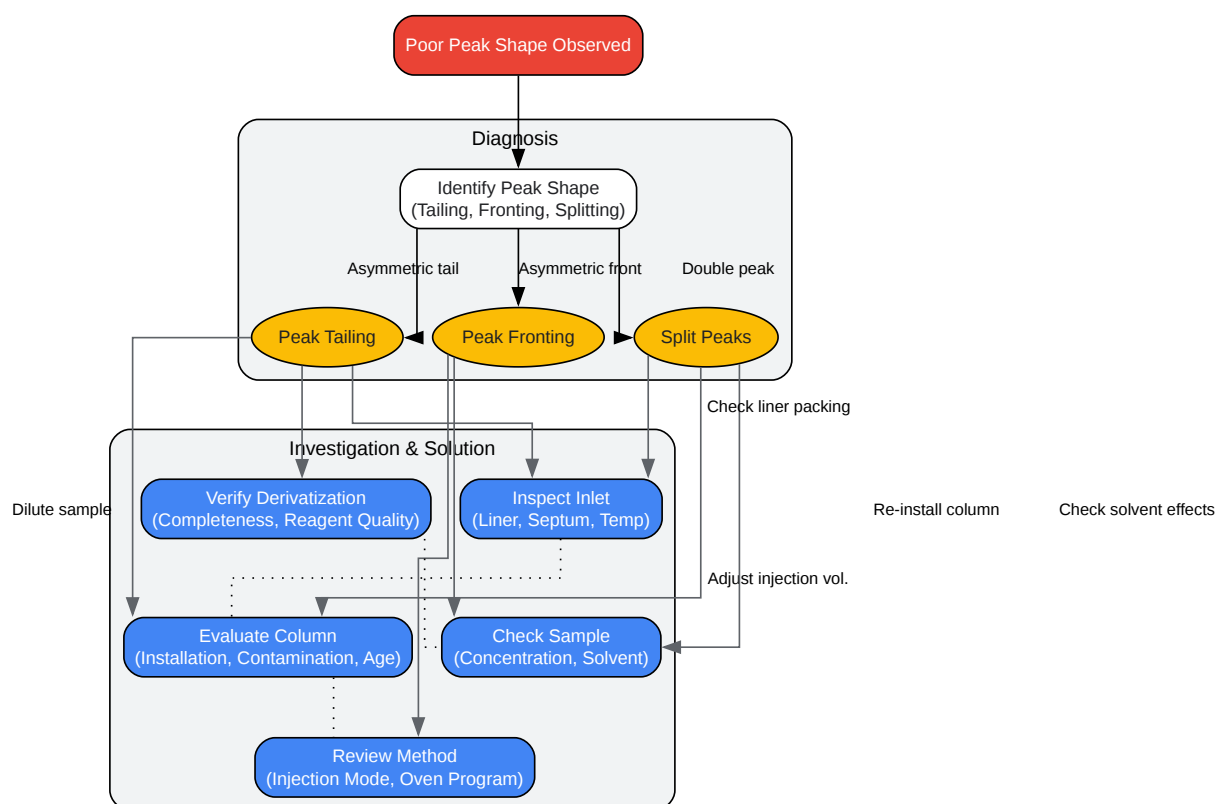 Poor Peak Shape Observed
Diagnosis
Identify Peak Shape
(Tailing, Fronting, Splitting)
Asymmetric tail
Asymmetric front
Double peak
Peak Tailing
Peak Fronting
Split Peaks
Check liner packing
Investigation & Solution
Verify Derivatization
(Completeness, Reagent Quality)
Inspect Inlet
(Liner, Septum, Temp)
Dilute sample
Re-install column
Check solvent effects
Adjust injection vol.
Evaluate Column
(Installation, Contamination, Age)
Check Sample
(Concentration, Solvent)
Review Method
(Injection Mode, Oven Program)